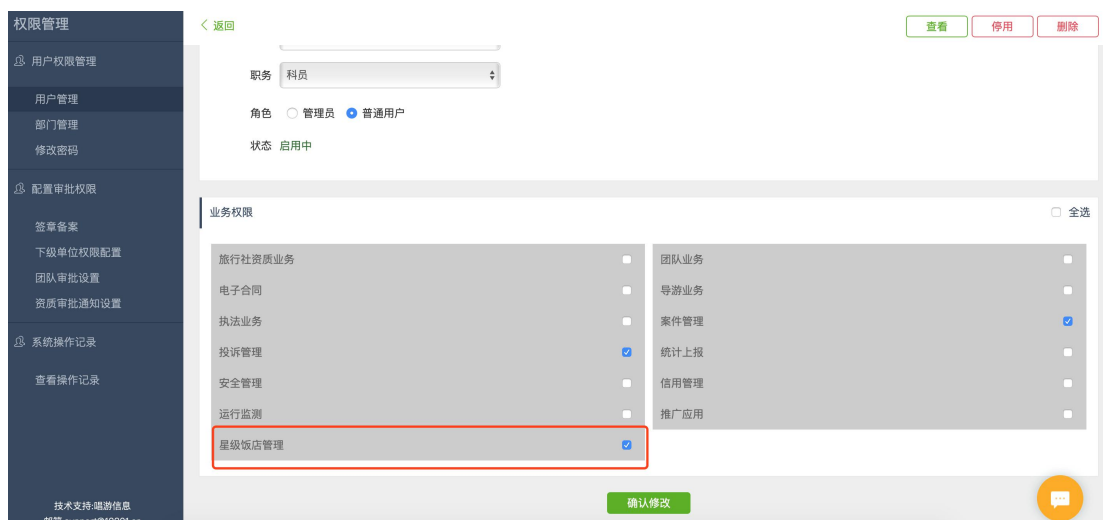 权限管理
用户权限管理
用户管理
部门管理
修改密码
配置审批权限
签章备案
下级单位权限配置
团队审批设置
资质审批通知设置
系统操作记录
查看操作记录
技术支持:唱游信息
返回
查看 停用 删除
职务 科员
角色 管理员 普通用户
状态 启用中
业务权限 全选
旅行社资质业务 团队业务
电子合同 导游业务
执法业务 案件管理
投诉管理 统计上报
安全管理 信用管理
运行监测 推广应用
星级饭店管理
确认修改